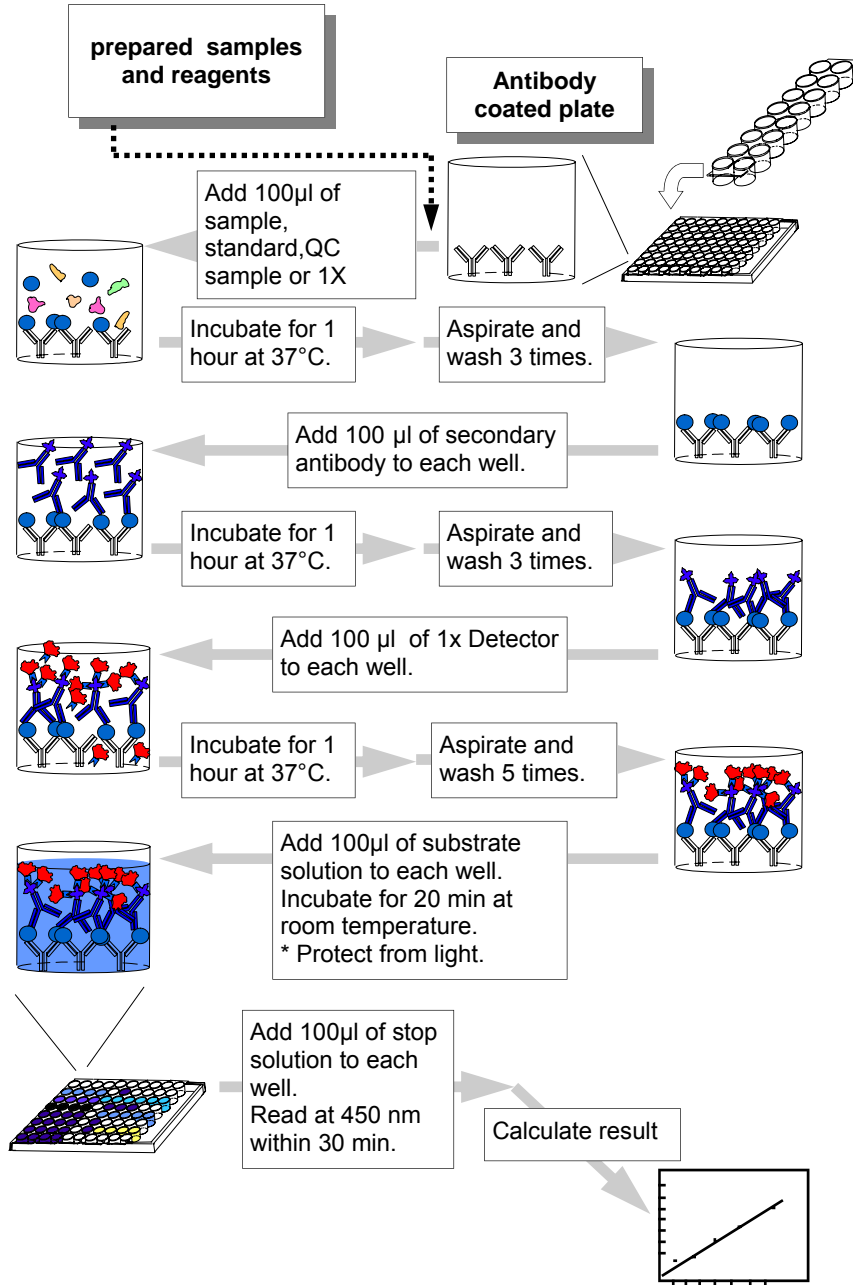 prepared samples
and reagents
Antibody
coated plate
Add 100µl of
sample,
standard,QC
sample or 1X
Incubate for 1
hour at 37°C.
Aspirate and
wash 3 times.
Add 100 µl of secondary
antibody to each well.
Incubate for 1
hour at 37°C.
Aspirate and
wash 3 times.
Add 100 µl of 1x Detector
to each well.
Incubate for 1
hour at 37°C.
Aspirate and
wash 5 times.
Add 100µl of substrate
solution to each well.
Incubate for 20 min at
room temperature.
* Protect from light.
Add 100µl of stop
solution to each
well.
Read at 450 nm
within 30 min.
Calculate result